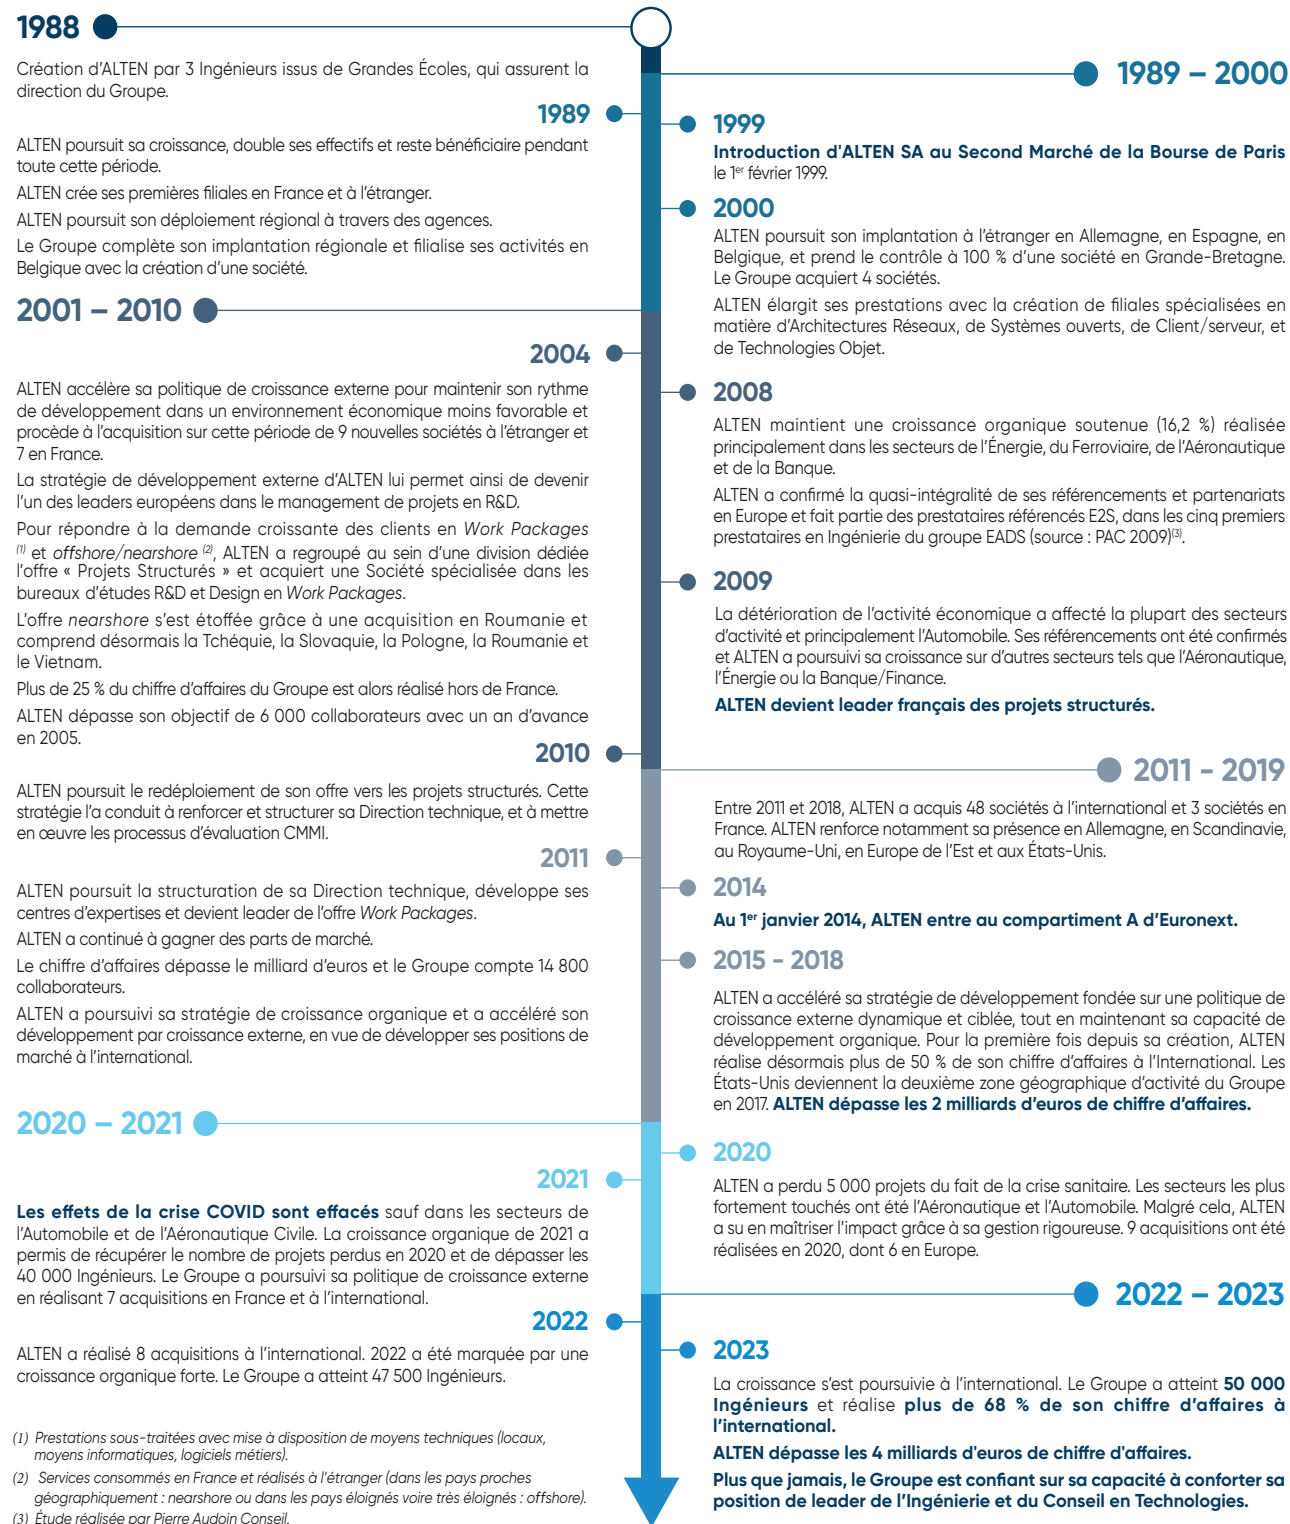 1988
Création d’ALTEN par 3 Ingénieurs issus de Grandes Écoles, qui assurent la
direction du Groupe.
1989 – 2000
1989
ALTEN poursuit sa croissance, double ses effectifs et reste bénéficiaire pendant
toute cette période.
ALTEN crée ses premières filiales en France et à l’étranger.
ALTEN poursuit son déploiement régional à travers des agences.
Le Groupe complète son implantation régionale et filialise ses activités en
Belgique avec la création d’une société.
1999
Introduction d'ALTEN SA au Second Marché de la Bourse de Paris
le 1er février 1999.
2000
ALTEN poursuit son implantation à l’étranger en Allemagne, en Espagne, en
Belgique, et prend le contrôle à 100 % d’une société en Grande-Bretagne.
Le Groupe acquiert 4 sociétés.
ALTEN élargit ses prestations avec la création de filiales spécialisées en
matière d’Architectures Réseaux, de Systèmes ouverts, de Client/serveur, et
de Technologies Objet.
2001 – 2010
2004
ALTEN accélère sa politique de croissance externe pour maintenir son rythme
de développement dans un environnement économique moins favorable et
procède à l’acquisition sur cette période de 9 nouvelles sociétés à l’étranger et
7 en France.
La stratégie de développement externe d’ALTEN lui permet ainsi de devenir
l’un des leaders européens dans le management de projets en R&D.
Pour répondre à la demande croissante des clients en Work Packages
(1) et offshore/nearshore (2), ALTEN a regroupé au sein d’une division dédiée
l’offre « Projets Structurés » et acquiert une Société spécialisée dans les
bureaux d’études R&D et Design en Work Packages.
L’offre nearshore s’est étoffée grâce à une acquisition en Roumanie et
comprend désormais la Tchéquie, la Slovaquie, la Pologne, la Roumanie et
le Vietnam.
Plus de 25 % du chiffre d’affaires du Groupe est alors réalisé hors de France.
ALTEN dépasse son objectif de 6 000 collaborateurs avec un an d’avance
en 2005.
2008
ALTEN maintient une croissance organique soutenue (16,2 %) réalisée
principalement dans les secteurs de l’Énergie, du Ferroviaire, de l’Aéronautique
et de la Banque.
ALTEN a confirmé la quasi-intégralité de ses référencements et partenariats
en Europe et fait partie des prestataires référencés E2S, dans les cinq premiers
prestataires en Ingénierie du groupe EADS (source : PAC 2009)(3).
2009
La détérioration de l’activité économique a affecté la plupart des secteurs
d’activité et principalement l’Automobile. Ses référencements ont été confirmés
et ALTEN a poursuivi sa croissance sur d’autres secteurs tels que l’Aéronautique,
l’Énergie ou la Banque/Finance.
ALTEN devient leader français des projets structurés.
2010
ALTEN poursuit le redéploiement de son offre vers les projets structurés. Cette
stratégie l’a conduit à renforcer et structurer sa Direction technique, et à mettre
en œuvre les processus d’évaluation CMMI.
2011 - 2019
Entre 2011 et 2018, ALTEN a acquis 48 sociétés à l’international et 3 sociétés en
France. ALTEN renforce notamment sa présence en Allemagne, en Scandinavie,
au Royaume-Uni, en Europe de l’Est et aux États-Unis.
2011
ALTEN poursuit la structuration de sa Direction technique, développe ses
centres d’expertises et devient leader de l’offre Work Packages.
ALTEN a continué à gagner des parts de marché.
Le chiffre d’affaires dépasse le milliard d’euros et le Groupe compte 14 800
collaborateurs.
ALTEN a poursuivi sa stratégie de croissance organique et a accéléré son
développement par croissance externe, en vue de développer ses positions de
marché à l’international.
2014
Au 1er janvier 2014, ALTEN entre au compartiment A d’Euronext.
2015 - 2018
ALTEN a accéléré sa stratégie de développement fondée sur une politique de
croissance externe dynamique et ciblée, tout en maintenant sa capacité de
développement organique. Pour la première fois depuis sa création, ALTEN
réalise désormais plus de 50 % de son chiffre d’affaires à l’International. Les
États-Unis deviennent la deuxième zone géographique d’activité du Groupe
en 2017. ALTEN dépasse les 2 milliards d’euros de chiffre d’affaires.
2020 – 2021
2020
ALTEN a perdu 5 000 projets du fait de la crise sanitaire. Les secteurs les plus
fortement touchés ont été l’Aéronautique et l’Automobile. Malgré cela, ALTEN
a su en maîtriser l’impact grâce à sa gestion rigoureuse. 9 acquisitions ont été
réalisées en 2020, dont 6 en Europe.
2021
Les effets de la crise COVID sont effacés sauf dans les secteurs de
l’Automobile et de l’Aéronautique Civile. La croissance organique de 2021 a
permis de récupérer le nombre de projets perdus en 2020 et de dépasser les
40 000 Ingénieurs. Le Groupe a poursuivi sa politique de croissance externe
en réalisant 7 acquisitions en France et à l’international.
2022 – 2023
2022
ALTEN a réalisé 8 acquisitions à l’international. 2022 a été marquée par une
croissance organique forte. Le Groupe a atteint 47 500 Ingénieurs.
2023
La croissance s’est poursuivie à l’international. Le Groupe a atteint 50 000
Ingénieurs et réalise plus de 68 % de son chiffre d’affaires à
l’international.
ALTEN dépasse les 4 milliards d'euros de chiffre d'affaires.
Plus que jamais, le Groupe est confiant sur sa capacité à conforter sa
position de leader de l’Ingénierie et du Conseil en Technologies.
(1) Prestations sous-traitées avec mise à disposition de moyens techniques (locaux,
moyens informatiques, logiciels métiers).
(2) Services consommés en France et réalisés à l’étranger (dans les pays proches
géographiquement : nearshore ou dans les pays éloignés voire très éloignés : offshore).
(3) Étude réalisée par Pierre Audoin Conseil.